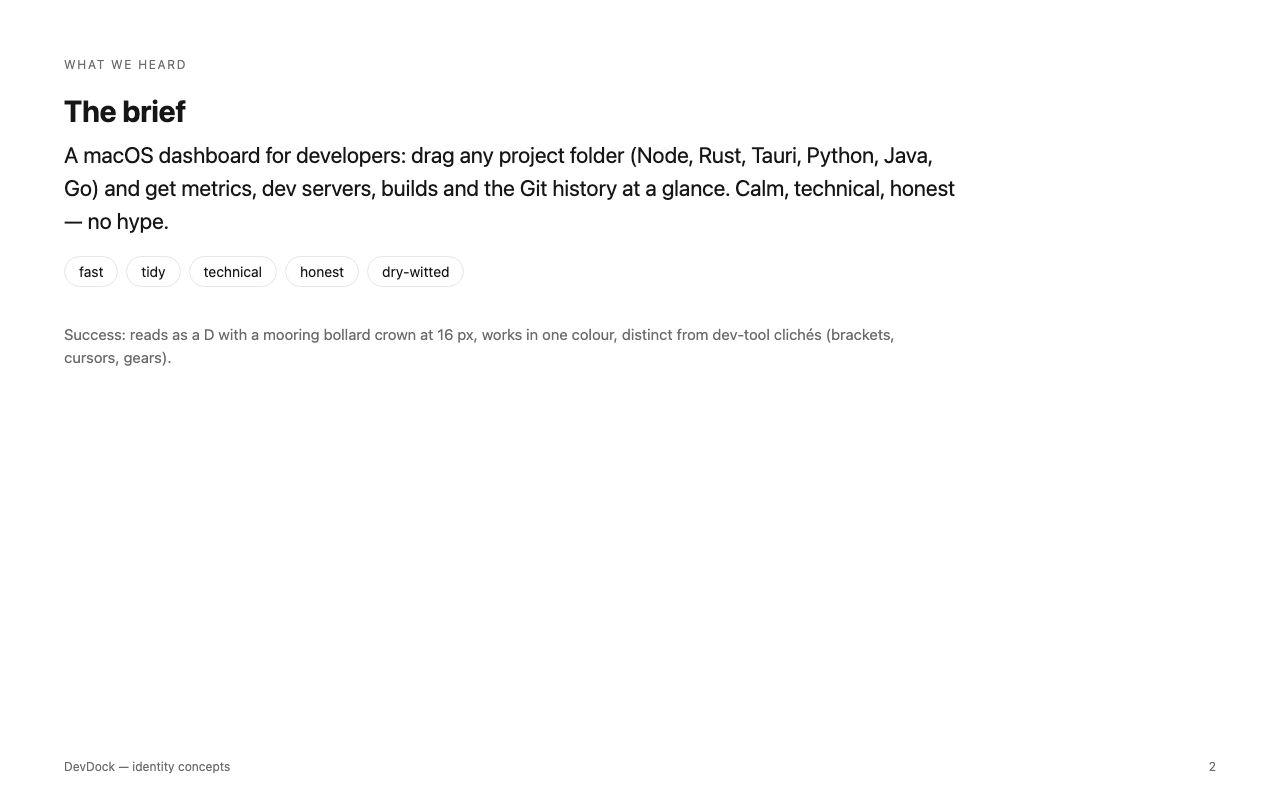 WHAT WE HEARD
The brief
A macOS dashboard for developers: drag any project folder (Node, Rust, Tauri, Python, Java,
Go) and get metrics, dev servers, builds and the Git history at a glance. Calm, technical, honest
— no hype.
fast tidy technical honest dry-witted
Success: reads as a D with a mooring bollard crown at 16 px, works in one colour, distinct from dev-tool clichés (brackets,
cursors, gears).
DevDock — identity concepts 2